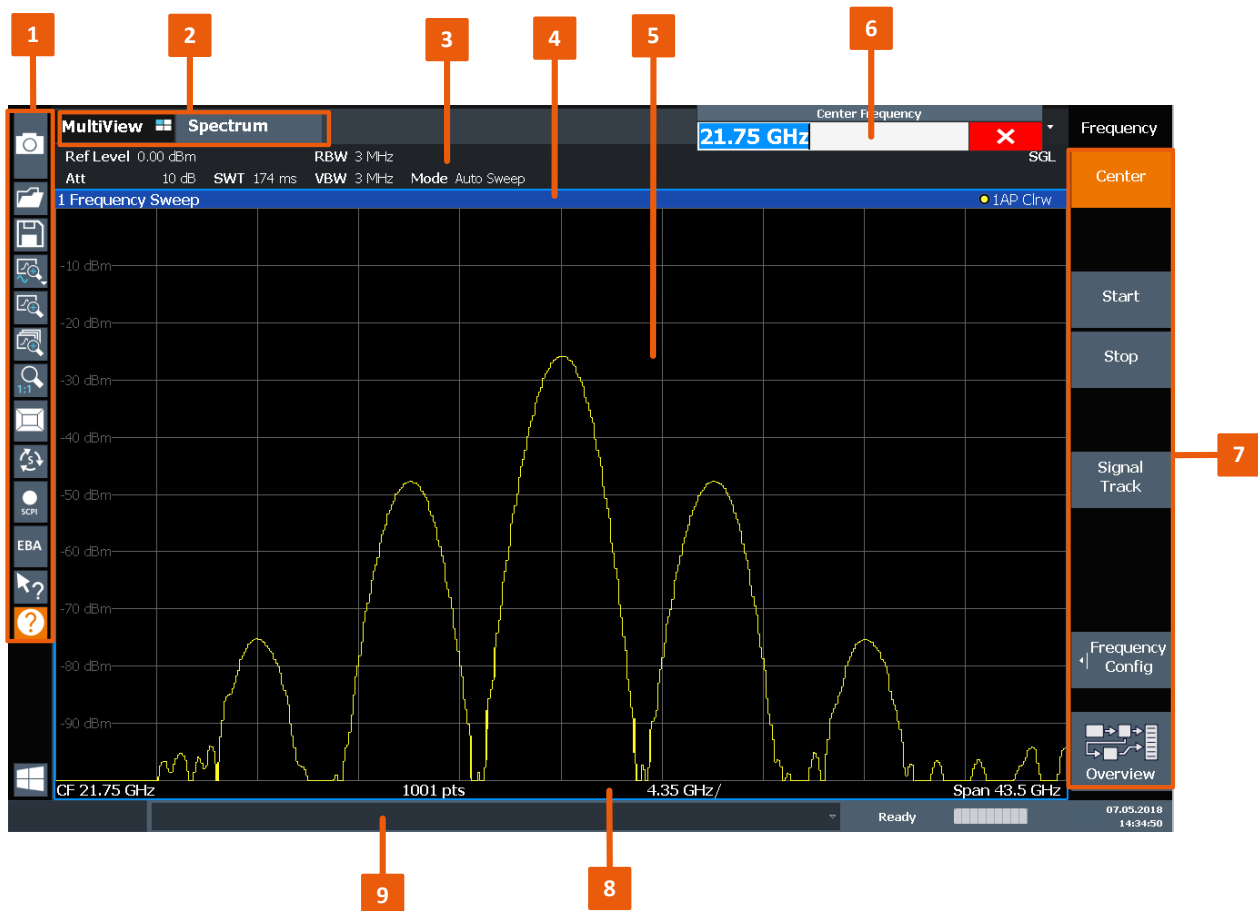 1
2
3
4
5
6
MultiView Spectrum
Center Frequency
21.75 GHz
Frequency
Ref Level 0.00 dBm RBW 3 MHz SGL
Att 10 dB SWT 174 ms VBW 3 MHz Mode Auto Sweep
1 Frequency Sweep 1AP Clrw
Center
Start
Stop
Signal
Track
Frequency
Config
Overview
7
-10 dBm
-20 dBm
-30 dBm
-40 dBm
-50 dBm
-60 dBm
-70 dBm
-80 dBm
-90 dBm
1:1
S
SCPI
EBA
?
?
CF 21.75 GHz 1001 pts 4.35 GHz/ Span 43.5 GHz
Ready
07.05.2018
14:34:50
9
8